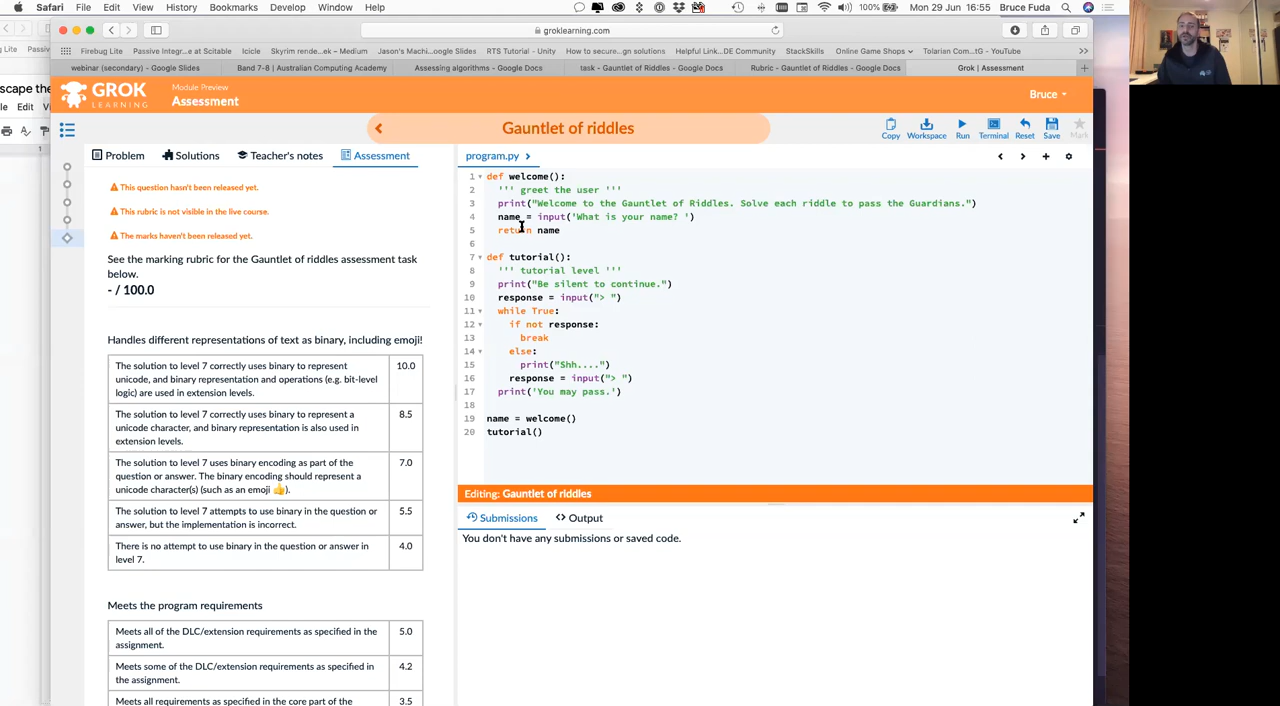 Safari File Edit View History Bookmarks Develop Window Help 100% Mon 29 Jun 16:55 Bruce Fuda
groklearning.com
Firebug Lite Passive Integr...e at Scitable Icicle Skyrim rende...ek – Medium Jason's Machi...ogle Slides RTS Tutorial - Unity How to secure...gn solutions Helpful Link...DE Community StackSkills Online Game Shops Tolarian Com...tG - YouTube
webinar (secondary) - Google Slides Band 7-8 | Australian Computing Academy Assessing algorithms - Google Docs task - Gauntlet of Riddles - Google Docs Rubric - Gauntlet of Riddles - Google Docs Grok | Assessment
scape the
GROK
LEARNING
Module Preview
Assessment
Bruce
Gauntlet of riddles
Copy Workspace Run Terminal Reset Save Mark
Problem Solutions Teacher's notes Assessment
This question hasn't been released yet.
This rubric is not visible in the live course.
The marks haven't been released yet.
See the marking rubric for the Gauntlet of riddles assessment task
below.
- / 100.0
Handles different representations of text as binary, including emoji!
The solution to level 7 correctly uses binary to represent 10.0
unicode, and binary representation and operations (e.g. bit-level
logic) are used in extension levels.
The solution to level 7 correctly uses binary to represent a 8.5
unicode character, and binary representation is also used in
extension levels.
The solution to level 7 uses binary encoding as part of the 7.0
question or answer. The binary encoding should represent a
unicode character(s) (such as an emoji 👍).
The solution to level 7 attempts to use binary in the question or 5.5
answer, but the implementation is incorrect.
There is no attempt to use binary in the question or answer in 4.0
level 7.
Meets the program requirements
Meets all of the DLC/extension requirements as specified in the 5.0
assignment.
Meets some of the DLC/extension requirements as specified in 4.2
the assignment.
Meets all requirements as specified in the core part of the 3.5
program.py
1 def welcome():
2 ''' greet the user '''
3 print("Welcome to the Gauntlet of Riddles. Solve each riddle to pass the Guardians.")
4 name = input('What is your name? ')
5 return name
6
7 def tutorial():
8 ''' tutorial level '''
9 print("Be silent to continue.")
10 response = input("> ")
11 while True:
12 if not response:
13 break
14 else:
15 print("Shh....")
16 response = input("> ")
17 print('You may pass.')
18
19 name = welcome()
20 tutorial()
Editing: Gauntlet of riddles
Submissions Output
You don't have any submissions or saved code.